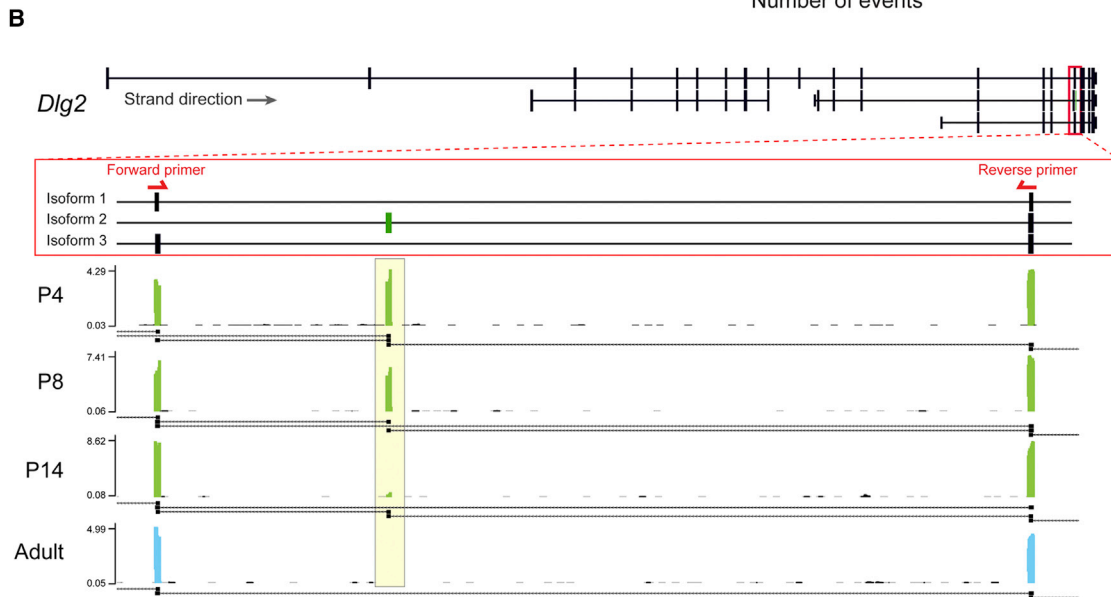 Number of events
B
Dlg2
Strand direction
Forward primer
Reverse primer
Isoform 1
Isoform 2
Isoform 3
P4
4.29
0.03
P8
7.41
0.06
P14
8.62
0.08
Adult
4.99
0.05